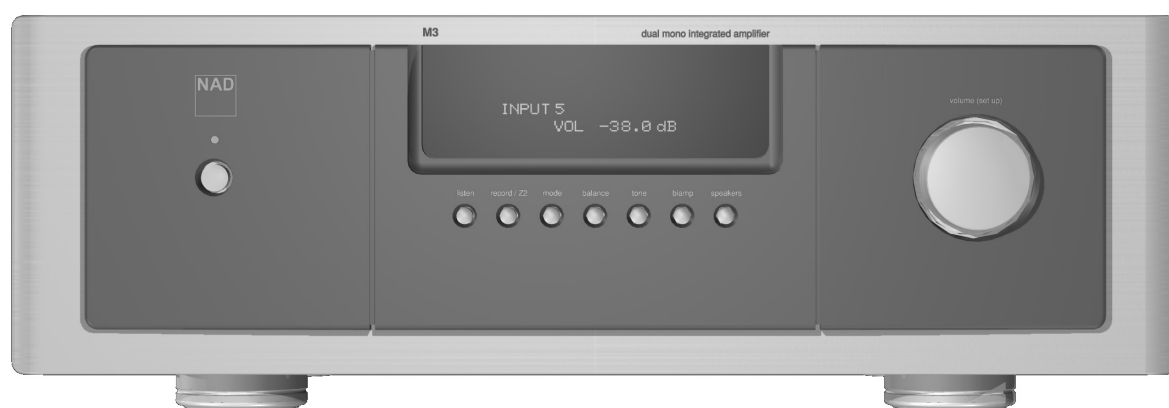 M3
dual mono integrated amplifier
NAD
INPUT 5
VOL -38.0 dB
volume (set up)
listen record / Z2 mode balance tone biamp speakers